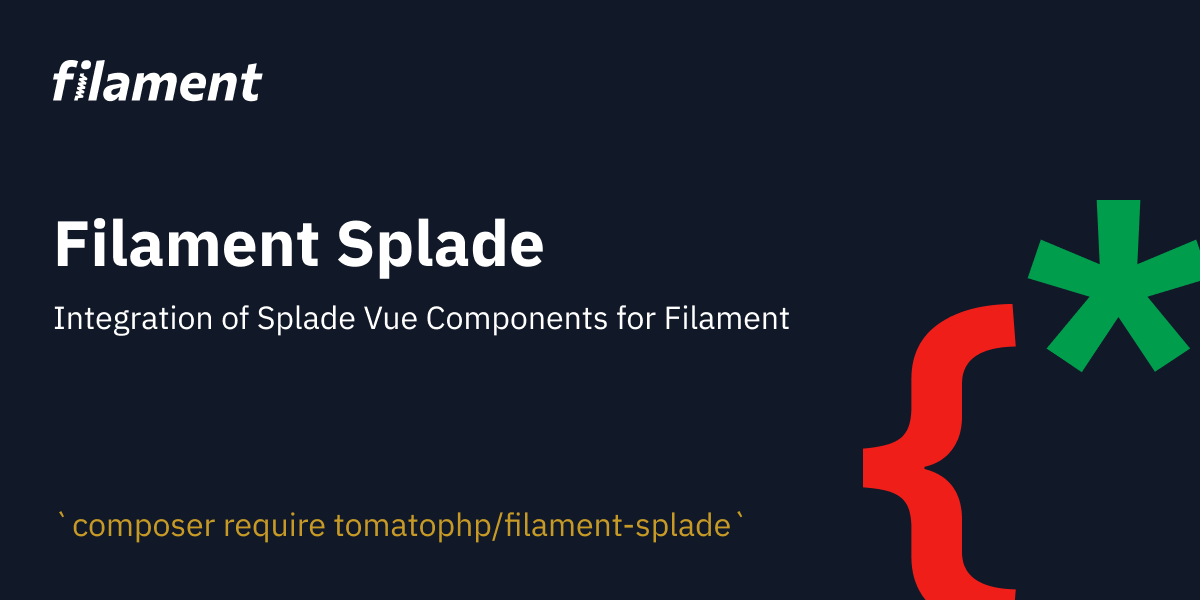 filament
Filament Splade
Integration of Splade Vue Components for Filament
`composer require tomatophp/filament-splade`
{*